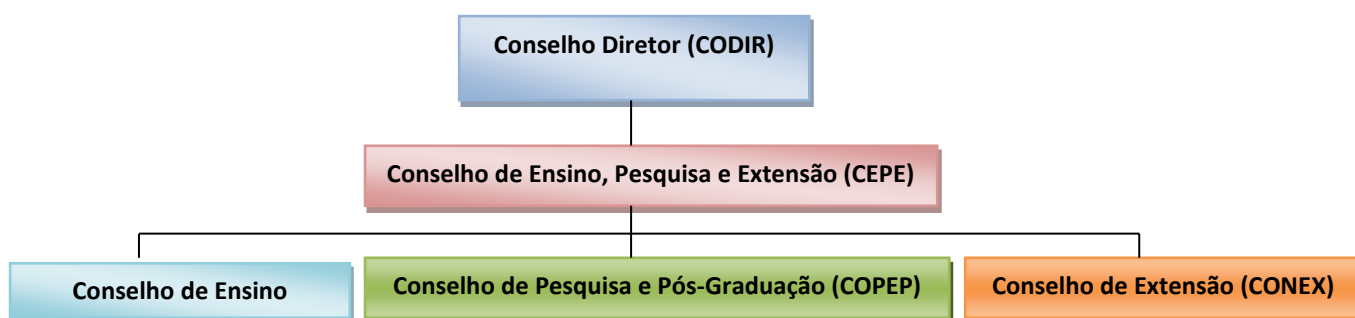 Conselho Diretor (CODIR)
Conselho de Ensino, Pesquisa e Extensão (CEPE)
Conselho de Ensino
Conselho de Pesquisa e Pós-Graduação (COPEP)
Conselho de Extensão (CONEX)